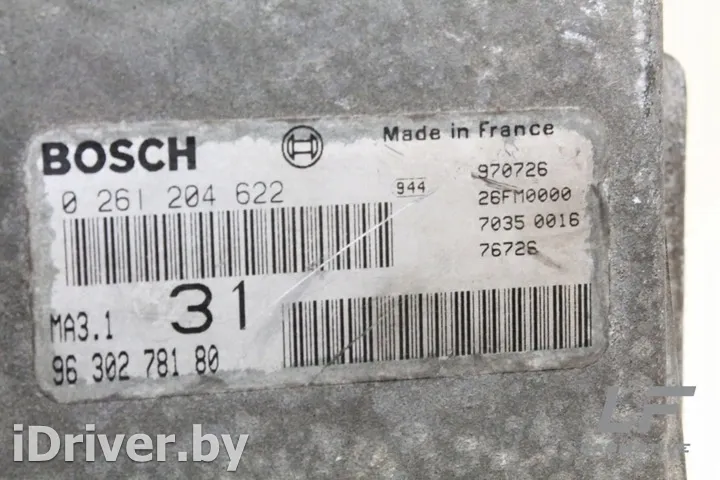 BOSCH
Made in France
0 261 204 622
944
970726
26FM0000
7035 0016
76726
MA3.1
31
96 302 781 80
iDriver.by